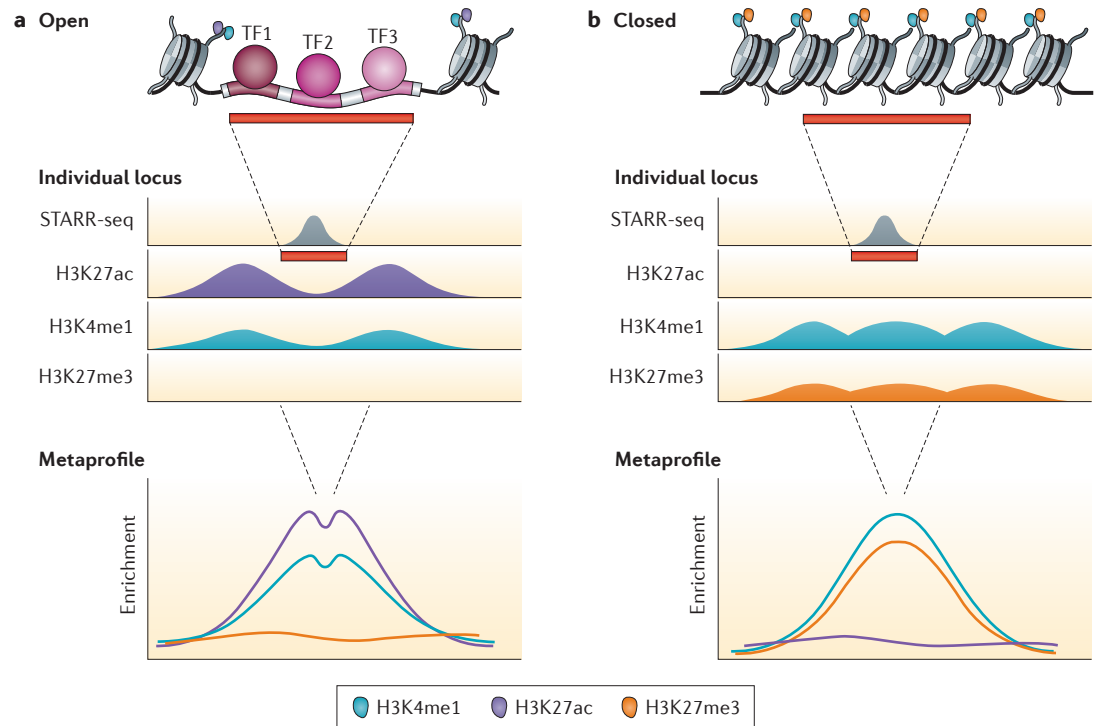 a Open
TF1
TF2
TF3
Individual locus
STARR-seq
H3K27ac
H3K4me1
H3K27me3
Metaprofile
Enrichment
b Closed
Individual locus
STARR-seq
H3K27ac
H3K4me1
H3K27me3
Metaprofile
Enrichment
H3K4me1 H3K27ac H3K27me3